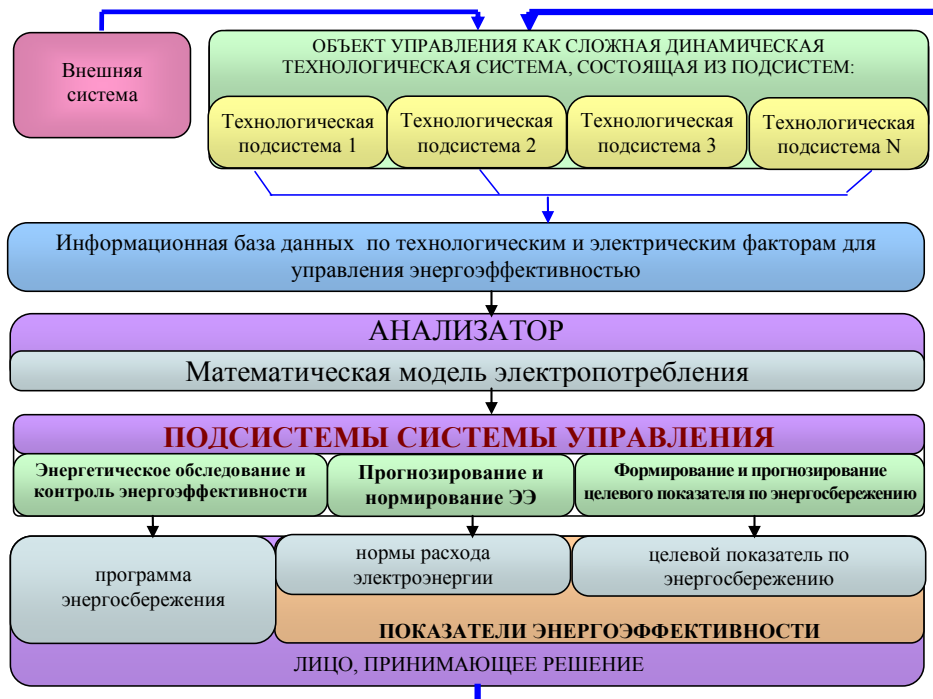 Внешняя
система
ОБЪЕКТ УПРАВЛЕНИЯ КАК СЛОЖНАЯ ДИНАМИЧЕСКАЯ
ТЕХНОЛОГИЧЕСКАЯ СИСТЕМА, СОСТОЯЩАЯ ИЗ ПОДСИСТЕМ:
Технологическая
подсистема 1
Технологическая
подсистема 2
Технологическая
подсистема 3
Технологическая
подсистема N
Информационная база данных по технологическим и электрическим факторам для
управления энергоэффективностью
АНАЛИЗАТОР
Математическая модель электропотребления
ПОДСИСТЕМЫ СИСТЕМЫ УПРАВЛЕНИЯ
Энергетическое обследование и
контроль энергоэффективности
Прогнозирование и
нормирование ЭЭ
Формирование и прогнозирование
целевого показателя по энергосбережению
программа
энергосбережения
нормы расхода
электроэнергии
целевой показатель по
энергосбережению
ПОКАЗАТЕЛИ ЭНЕРГОЭФФЕКТИВНОСТИ
ЛИЦО, ПРИНИМАЮЩЕЕ РЕШЕНИЕ